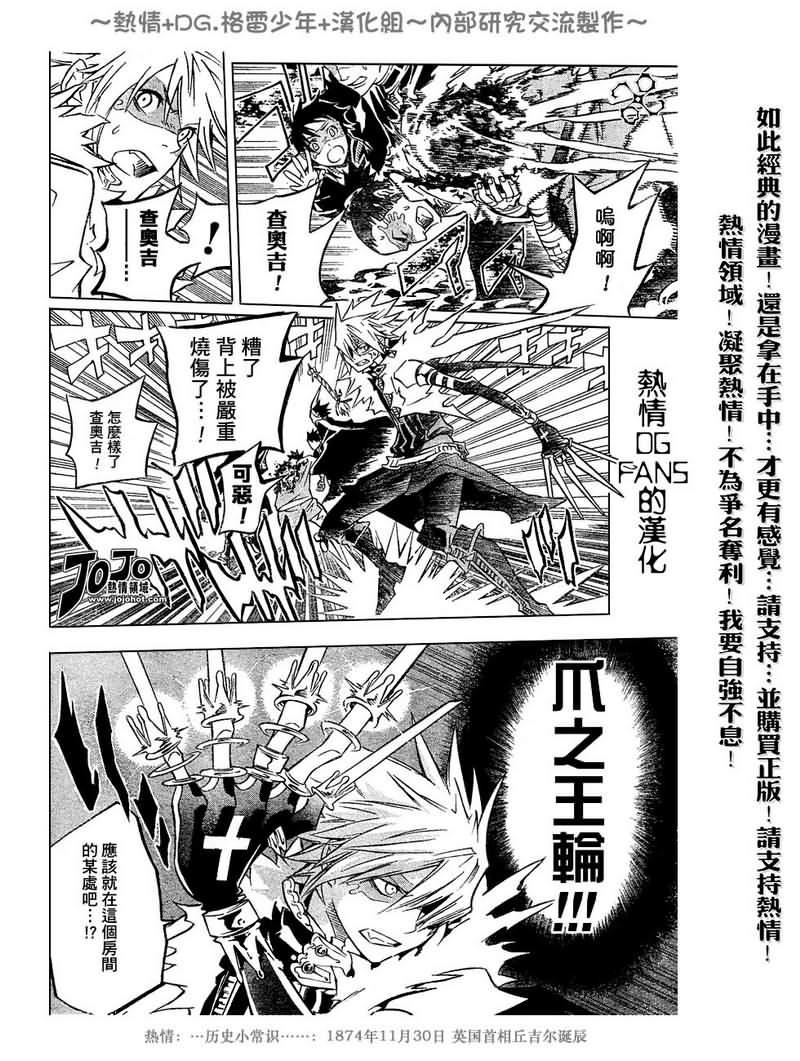 ～熱情+DG.格雷少年+漢化組～內部研究交流製作～
如此經典的漫畫！還是拿在手中…才更有感覺…請支持…並購買正版！請支持熱情！
熱情領域！凝聚熱情！不為爭名奪利！我要自強不息！
嗚啊啊！
查奧吉！
！
查奧吉
熱情
DG
FANS
的漢化
糟了
背上被嚴重
燒傷了…！
怎麼樣了
查奧吉！
可惡！
JOJO
熱情領域
www.jojohot.com
爪之王輪!!!
應該就在這個房間
的某處吧…!?
熱情：…历史小常识……：1874年11月30日 英国首相丘吉尔诞辰